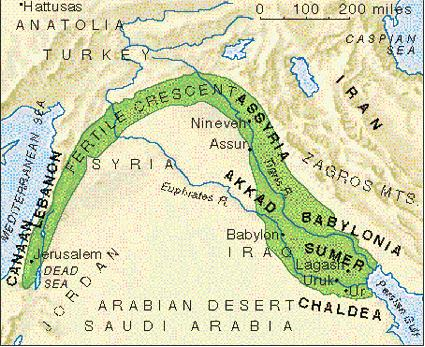 Hattusas
0 100 200 miles
ANATOLIA
CASPIAN
SEA
TURKEY
IRAN
FERTILE CRESCENT
ASSYRIA
Nineveh
Assur
MEDITERRANEAN SEA
CANAAN
LEBANON
SYRIA
Tigris R.
ZAGROS MTS.
AKKAD
Euphrates R.
BABYLONIA
Babylon
IRAQ
SUMER
Jerusalem
DEAD
SEA
Lagash
Uruk
Ur
Persian Gulf
JORDAN
ARABIAN DESERT
CHALDEA
SAUDI ARABIA